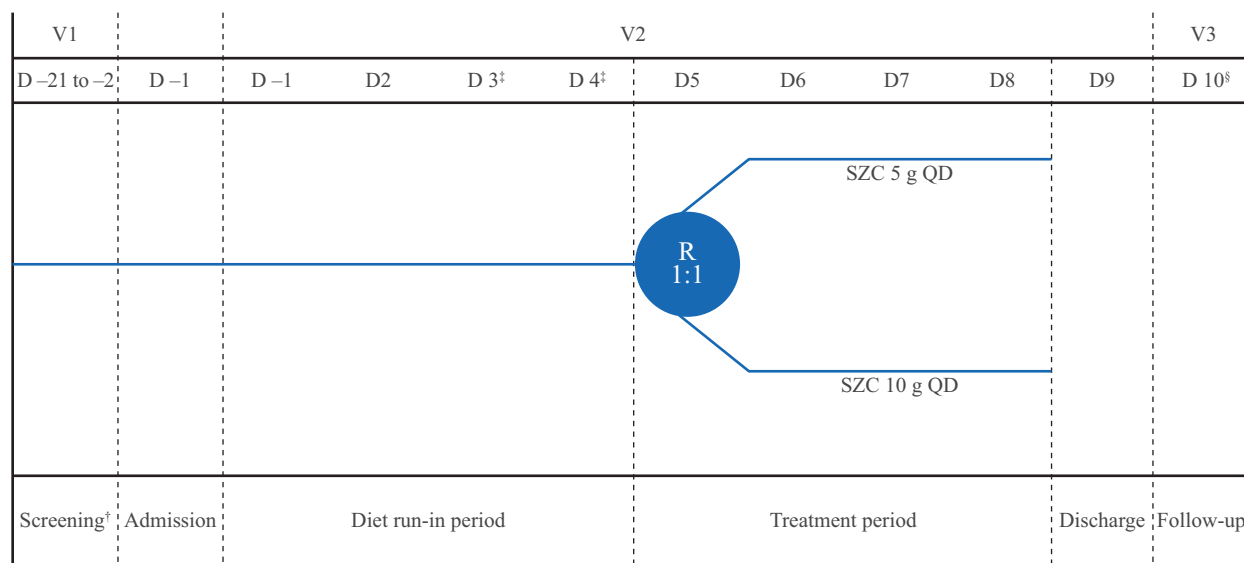 V1 V2 V3
D –21 to –2 D –1 D –1 D2 D 3‡ D 4‡ D5 D6 D7 D8 D9 D 10§
SZC 5 g QD
R
1:1
SZC 10 g QD
Screening† Admission Diet run-in period Treatment period Discharge Follow-up